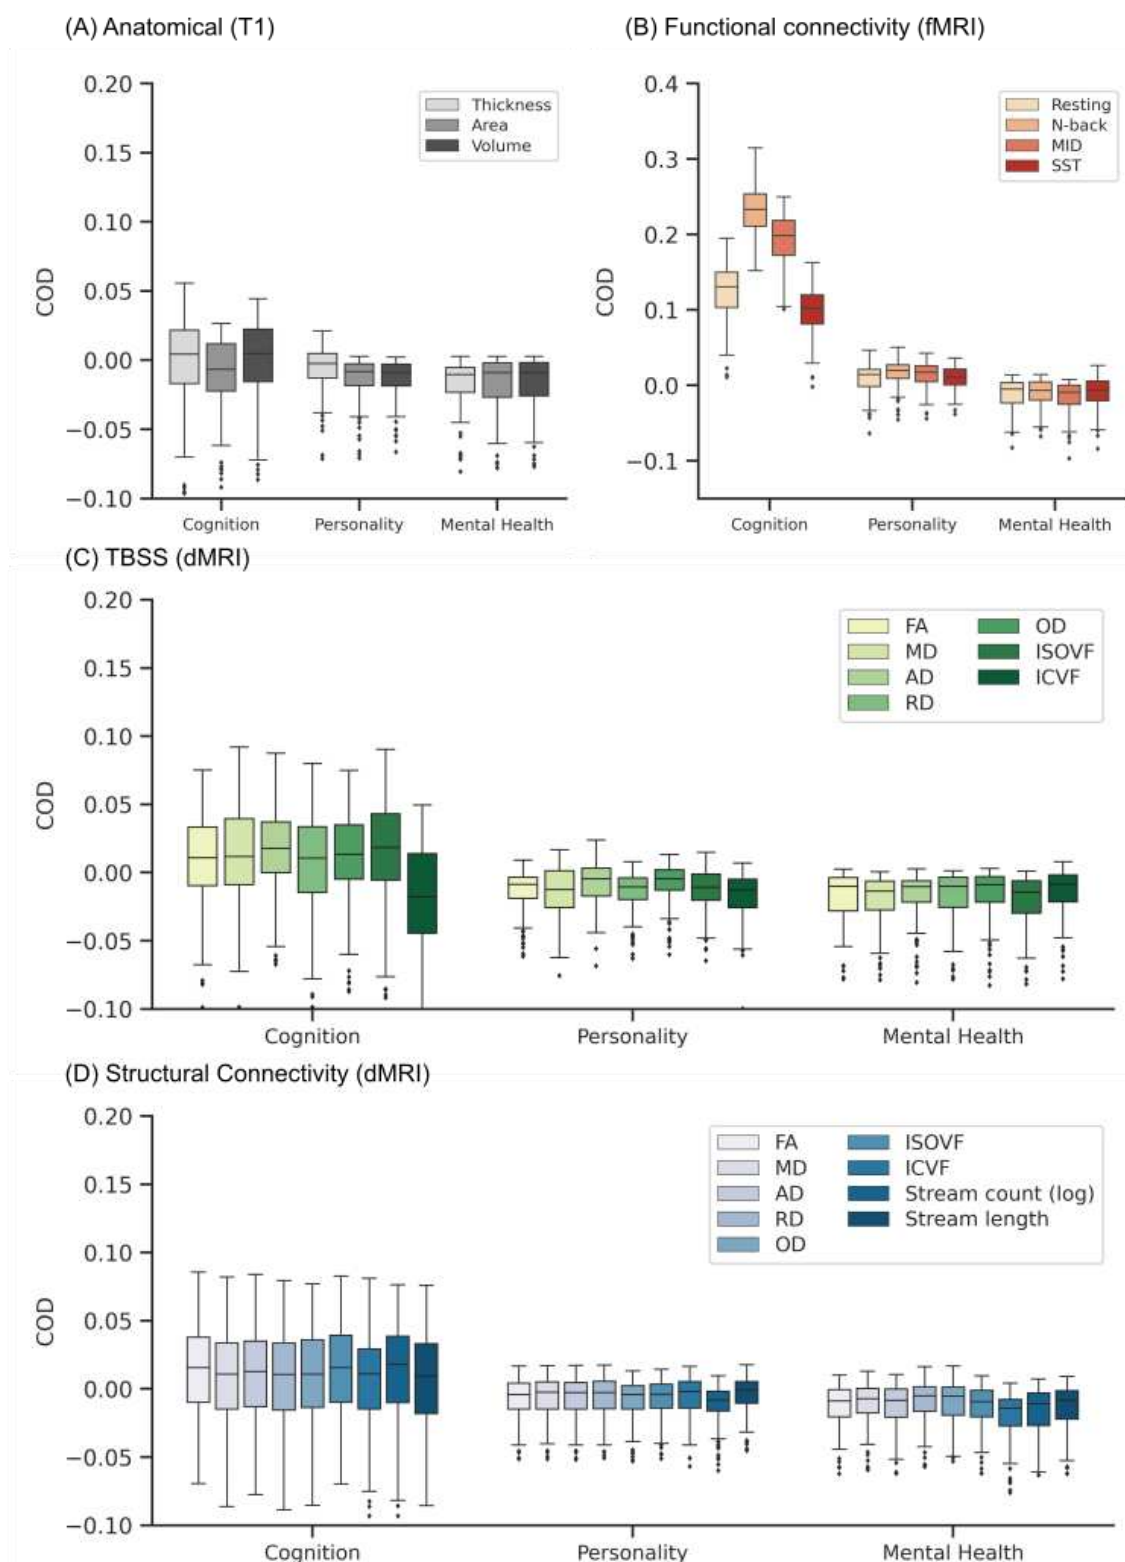 (A) Anatomical (T1)
0.20
0.15
0.10
0.05
0.00
−0.05
−0.10
COD
Thickness
Area
Volume
Cognition
Personality
Mental Health
(B) Functional connectivity (fMRI)
0.4
0.3
0.2
0.1
0.0
−0.1
COD
Resting
N-back
MID
SST
Cognition
Personality
Mental Health
(C) TBSS (dMRI)
0.20
0.15
0.10
0.05
0.00
−0.05
−0.10
COD
FA
MD
AD
RD
OD
ISOVF
ICVF
Cognition
Personality
Mental Health
(D) Structural Connectivity (dMRI)
0.20
0.15
0.10
0.05
0.00
−0.05
−0.10
COD
FA
MD
AD
RD
OD
ISOVF
ICVF
Stream count (log)
Stream length
Cognition
Personality
Mental Health